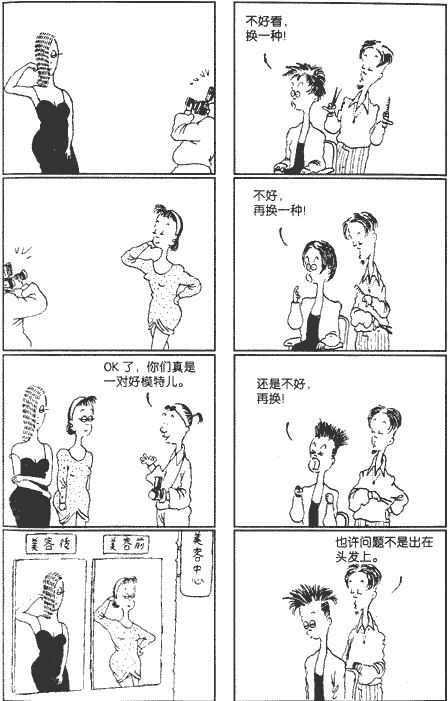 OK了，你们真是
一对好模特儿。
美容後
美容前
美容中心
不好看，
换一种!
不好，
再换一种!
还是不好，
再换!
也许问题不是出在
头发上。